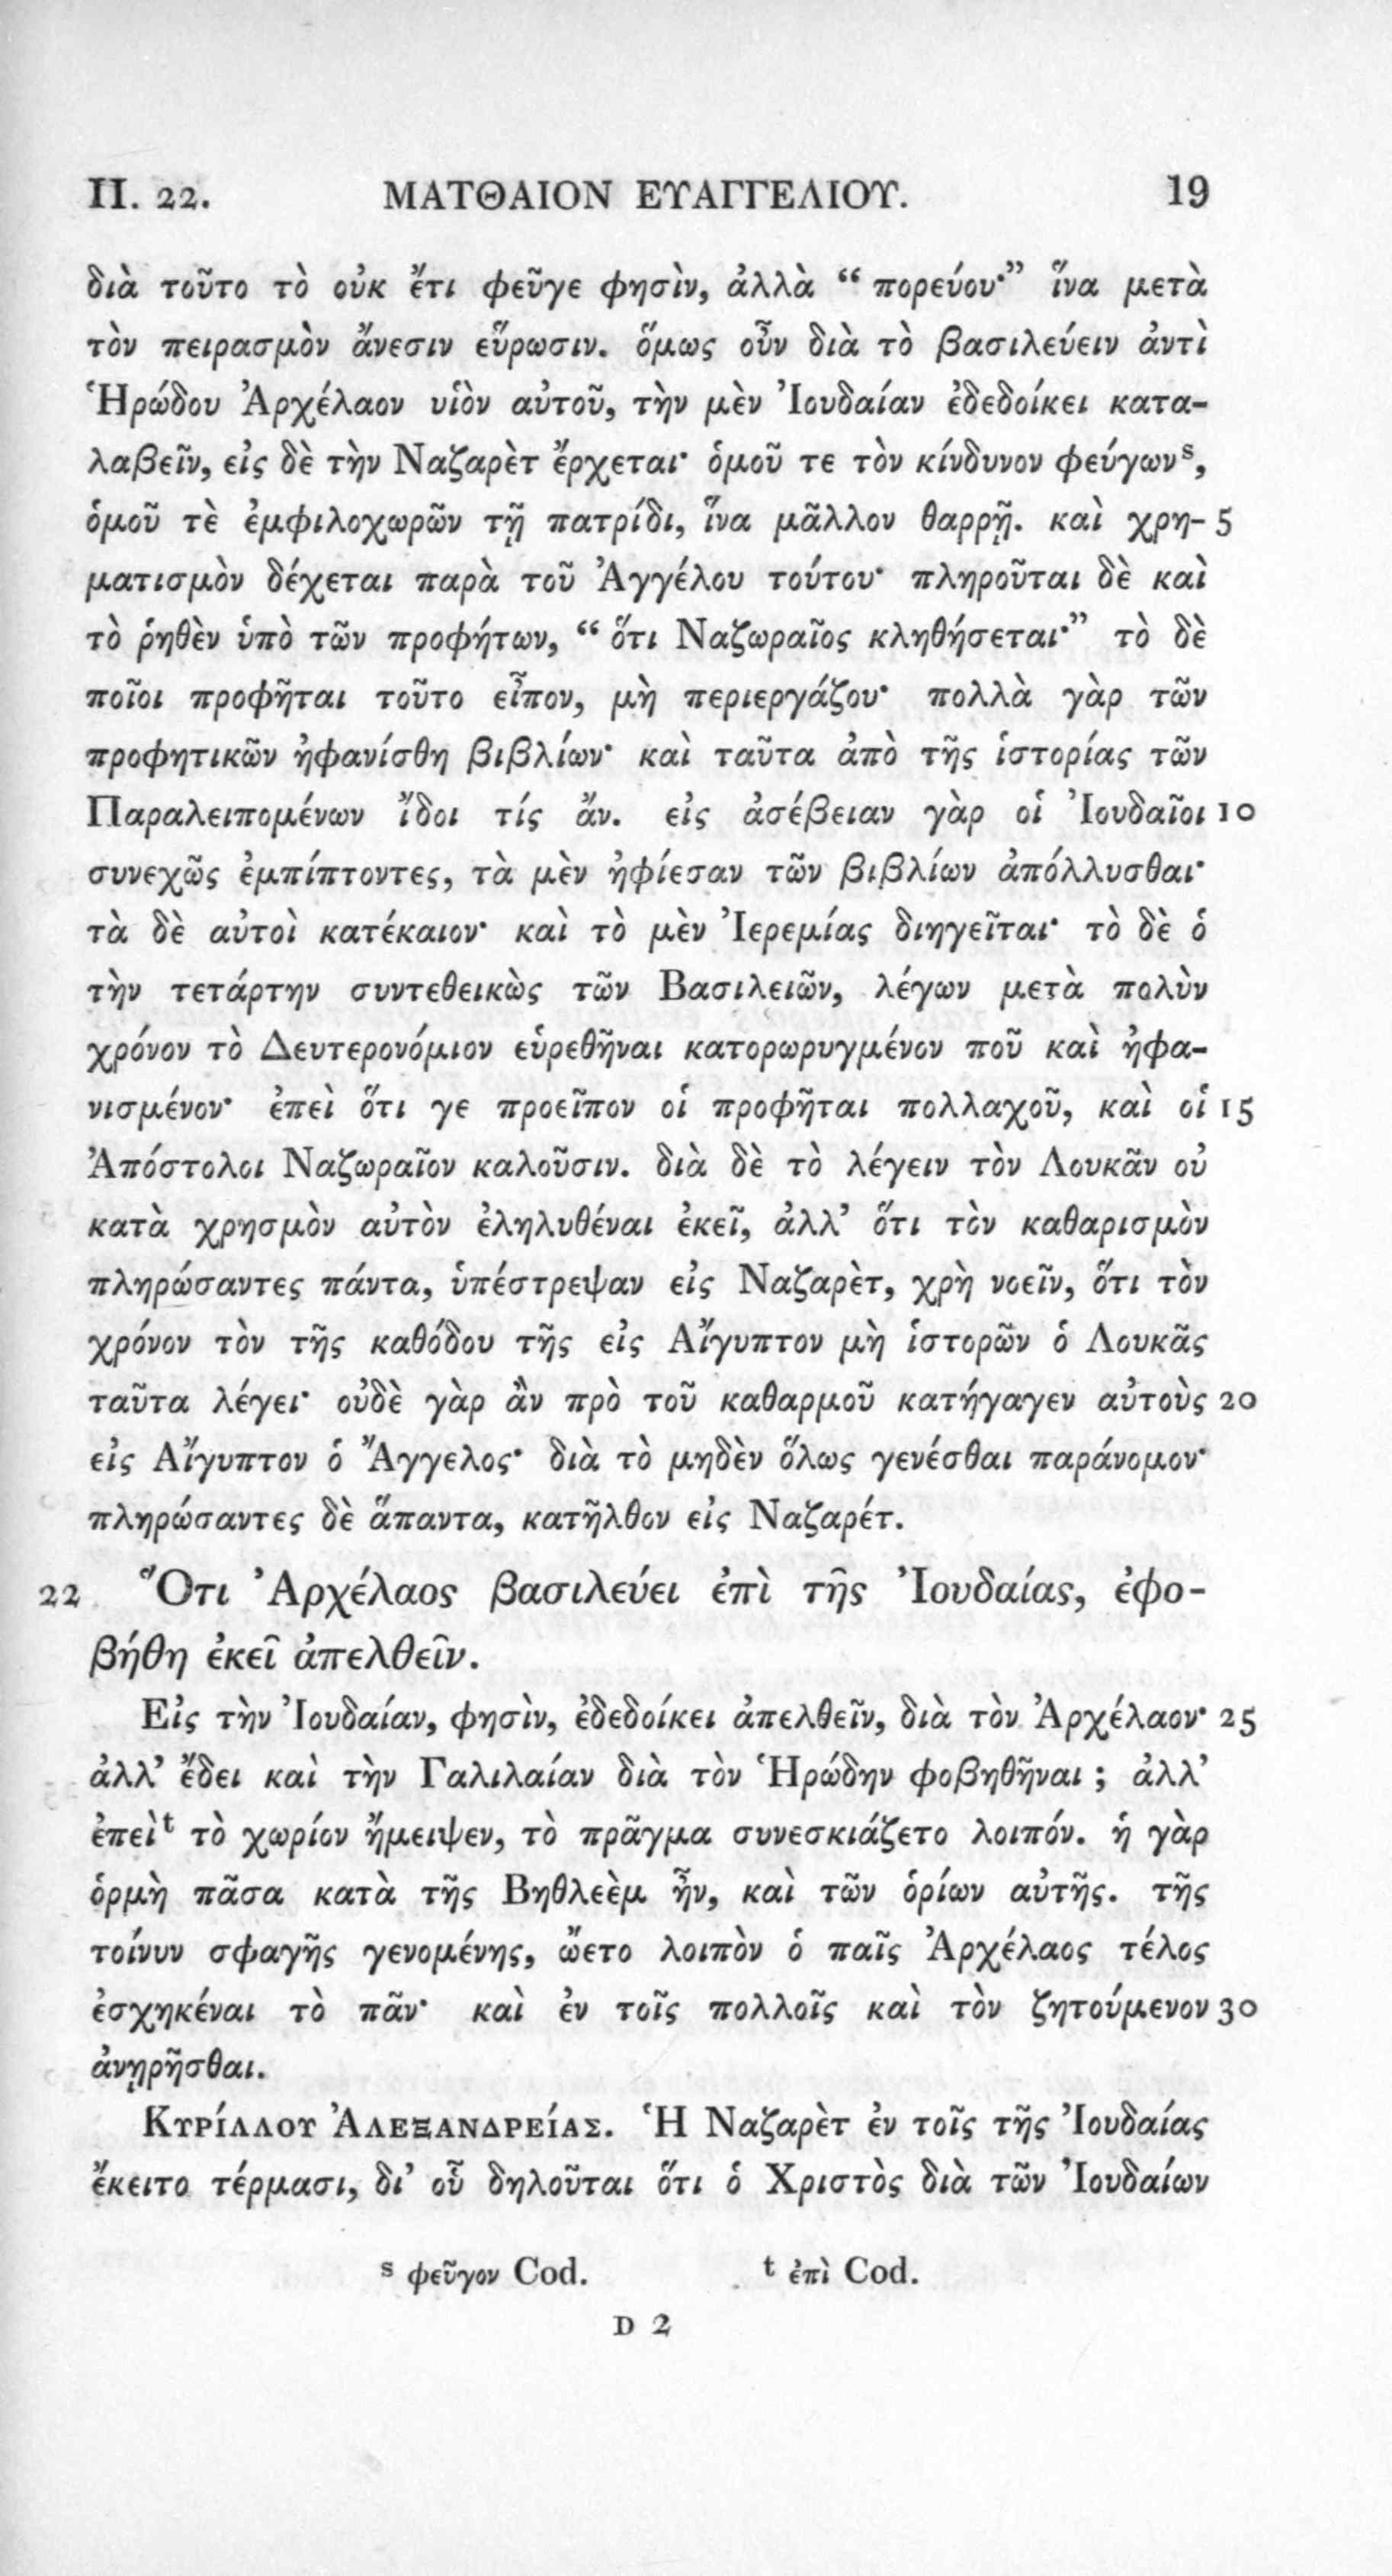 II. 22. ΜΑΤΘΑΙΟΝ ΕΥΑΓΓΕΛΙΟΥ. 19
διὰ τοῦτο τὸ οὐκ ἔτι φεῦγε φησὶν, ἀλλὰ “ πορεύου·” ἵνα μετὰ
τὸν πειρασμὸν ἄνεσιν εὕρωσιν. ὅμως οὖν διὰ τὸ βασιλεύειν ἀντὶ
Ἡρώδου Ἀρχέλαον υἱὸν αὐτοῦ, τὴν μὲν Ἰουδαίαν ἐδεδοίκει κατα-
λαβεῖν, εἰς δὲ τὴν Ναζαρὲτ ἔρχεται· ὁμοῦ τε τὸν κίνδυνον φεύγων s,
ὁμοῦ τὲ ἐμφιλοχωρῶν τῇ πατρίδι, ἵνα μᾶλλον θαρρῇ. καὶ χρη- 5
ματισμὸν δέχεται παρὰ τοῦ Ἀγγέλου τούτου· πληροῦται δὲ καὶ
τὸ ῥηθὲν ὑπὸ τῶν προφήτων, “ ὅτι Ναζωραῖος κληθήσεται·” τὸ δὲ
ποῖοι προφῆται τοῦτο εἶπον, μὴ περιεργάζου· πολλὰ γὰρ τῶν
προφητικῶν ἠφανίσθη βιβλίων· καὶ ταῦτα ἀπὸ τῆς ἱστορίας τῶν
Παραλειπομένων ἴδοι τίς ἄν. εἰς ἀσέβειαν γὰρ οἱ Ἰουδαῖοι 10
συνεχῶς ἐμπίπτοντες, τὰ μὲν ἠφίεσαν τῶν βιβλίων ἀπόλλυσθαι·
τὰ δὲ αὐτοὶ κατέκαιον· καὶ τὸ μὲν Ἰερεμίας διηγεῖται· τὸ δὲ ὁ
τὴν τετάρτην συντεθεικὼς τῶν Βασιλειῶν, λέγων μετὰ πολὺν
χρόνον τὸ Δευτερονόμιον εὑρεθῆναι κατορωρυγμένον ποῦ καὶ ἠφα-
νισμένον· ἐπεὶ ὅτι γε προεῖπον οἱ προφῆται πολλαχοῦ, καὶ οἱ 15
Ἀπόστολοι Ναζωραῖον καλοῦσιν. διὰ δὲ τὸ λέγειν τὸν Λουκᾶν οὐ
κατὰ χρησμὸν αὐτὸν ἐληλυθέναι ἐκεῖ, ἀλλ’ ὅτι τὸν καθαρισμὸν
πληρώσαντες πάντα, ὑπέστρεψαν εἰς Ναζαρὲτ, χρὴ νοεῖν, ὅτι τὸν
χρόνον τὸν τῆς καθόδου τῆς εἰς Αἴγυπτον μὴ ἱστορῶν ὁ Λουκᾶς
ταῦτα λέγει· οὐδὲ γὰρ ἂν πρὸ τοῦ καθαρμοῦ κατήγαγεν αὐτοὺς 20
εἰς Αἴγυπτον ὁ Ἄγγελος· διὰ τὸ μηδὲν ὅλως γενέσθαι παράνομον·
πληρώσαντες δὲ ἅπαντα, κατῆλθον εἰς Ναζαρέτ.
22 Ὅτι Ἀρχέλαος βασιλεύει ἐπὶ τῆς Ἰουδαίας, ἐφο-
βήθη ἐκεῖ ἀπελθεῖν.
Εἰς τὴν Ἰουδαίαν, φησὶν, ἐδεδοίκει ἀπελθεῖν, διὰ τὸν Ἀρχέλαον· 25
ἀλλ’ ἔδει καὶ τὴν Γαλιλαίαν διὰ τὸν Ἡρώδην φοβηθῆναι ; ἀλλ’
ἐπεὶ t τὸ χωρίον ἤμειψεν, τὸ πρᾶγμα συνεσκιάζετο λοιπόν. ἡ γὰρ
ὁρμὴ πᾶσα κατὰ τῆς Βηθλεὲμ ἦν, καὶ τῶν ὁρίων αὐτῆς. τῆς
τοίνυν σφαγῆς γενομένης, ᾤετο λοιπὸν ὁ παῖς Ἀρχέλαος τέλος
ἐσχηκέναι τὸ πᾶν· καὶ ἐν τοῖς πολλοῖς καὶ τὸν ζητούμενον 30
ἀνῃρῆσθαι.
Κυρίλλου Ἀλεξανδρείας. Ἡ Ναζαρὲτ ἐν τοῖς τῆς Ἰουδαίας
ἔκειτο τέρμασι, δι’ οὗ δηλοῦται ὅτι ὁ Χριστὸς διὰ τῶν Ἰουδαίων
s φεῦγον Cod. t ἐπὶ Cod.
D 2